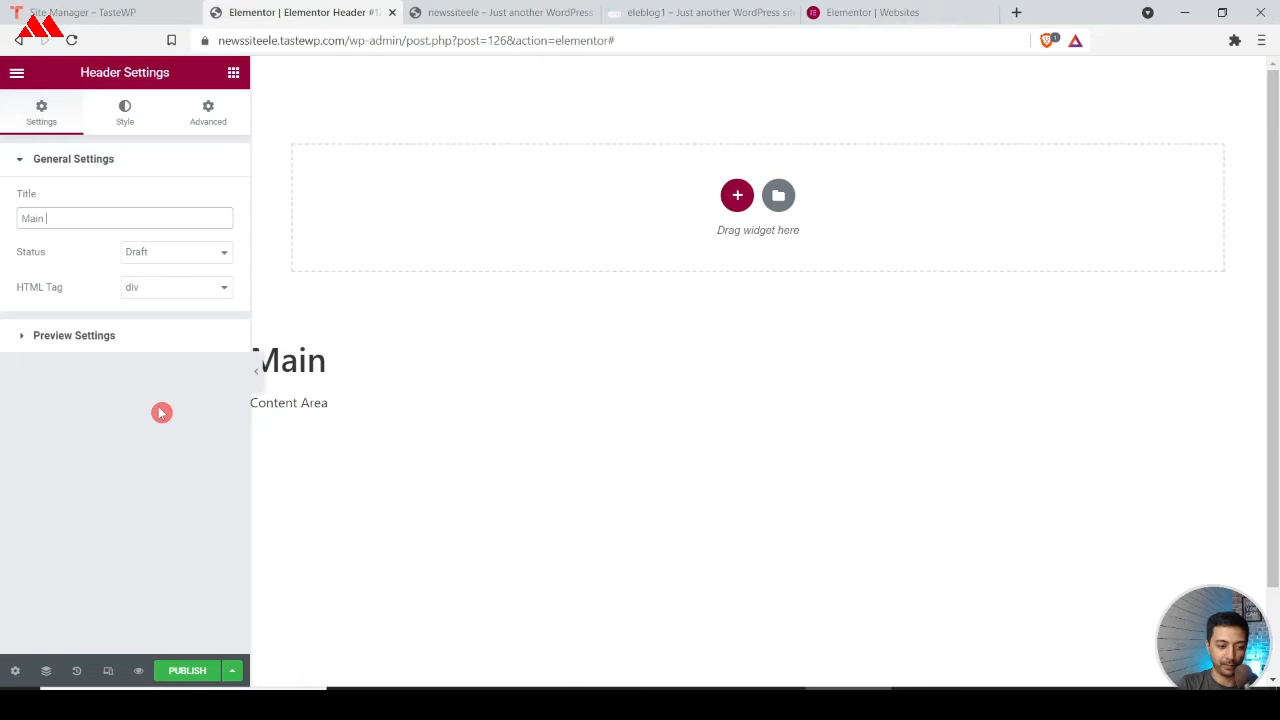 Site Manager – TasteWP
Elementor | Elementor Header #12
newssiteele – Just another WordPress
eleblog1 – Just another WordPress sit
Elementor | Websites
newssiteele.tastewp.com/wp-admin/post.php?post=126&action=elementor#
1
Header Settings
Settings
Style
Advanced
General Settings
Title
Main
Status
Draft
HTML Tag
div
Preview Settings
Drag widget here
Main
Content Area
PUBLISH